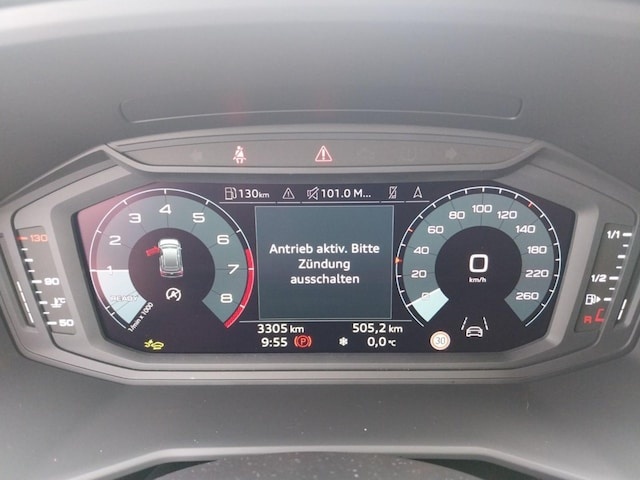 130km 101.0 M...
Antrieb aktiv. Bitte
Zündung
ausschalten
1 2 3 4 5 6 7 8
READY
1/min x 1000
20 40 60 80 100 120 140 180 220 260
0
km/h
130
90
°C
50
1/1
1/2
R
3305 km 505,2 km
9:55 (P) 0,0 °C 30